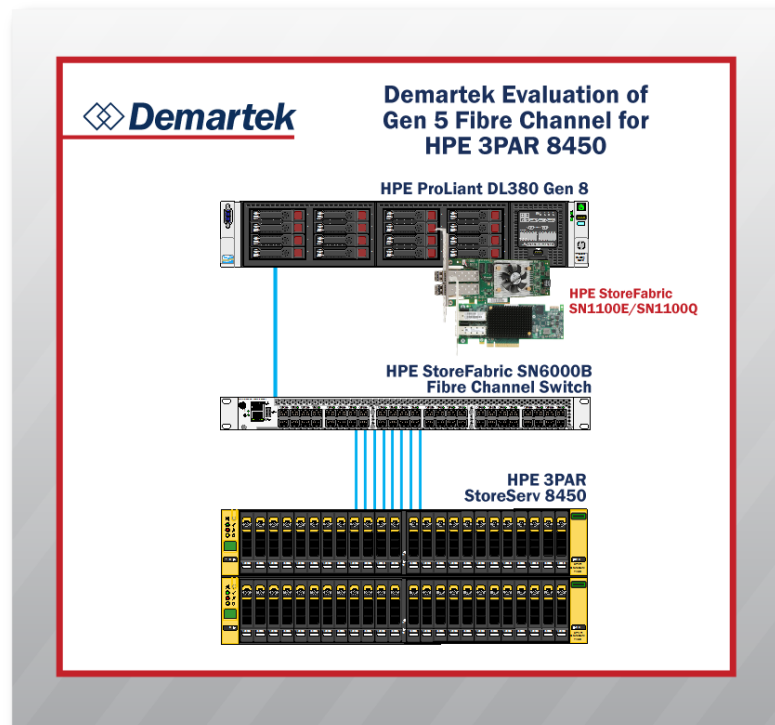 Demartek
Demartek Evaluation of
Gen 5 Fibre Channel for
HPE 3PAR 8450
HPE ProLiant DL380 Gen 8
HPE StoreFabric
SN1100E/SN1100Q
HPE StoreFabric SN6000B
Fibre Channel Switch
HPE 3PAR
StoreServ 8450